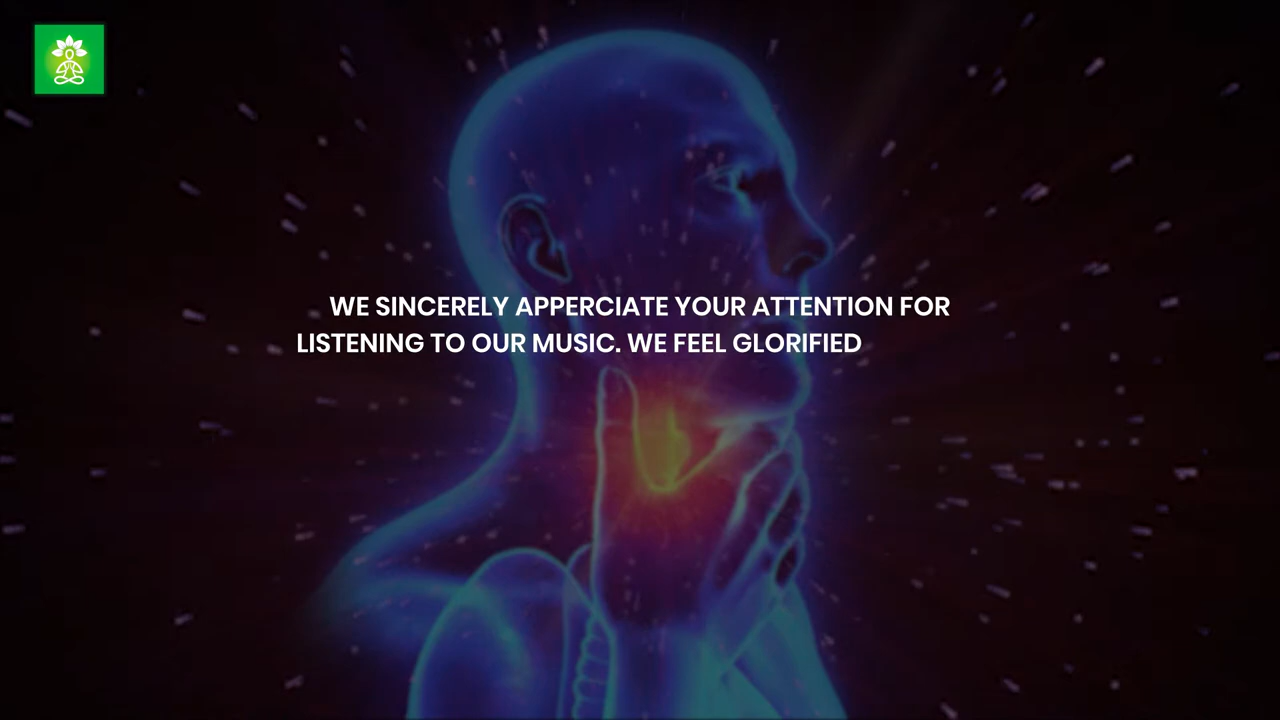 WE SINCERELY APPERCIATE YOUR ATTENTION FOR
LISTENING TO OUR MUSIC. WE FEEL GLORIFIED